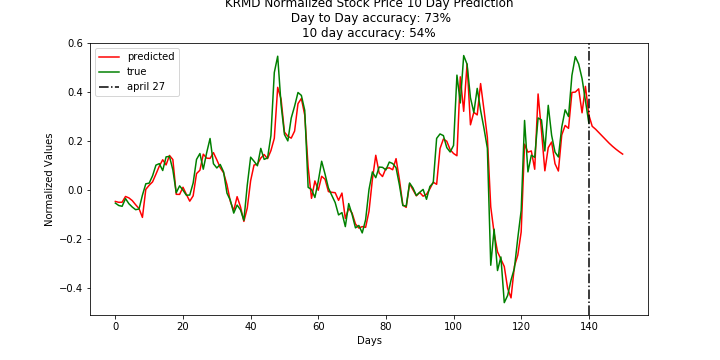 KRMD Normalized Stock Price 10 Day Prediction
Day to Day accuracy: 73%
10 day accuracy: 54%
0.6
0.4
0.2
0.0
−0.2
−0.4
Normalized Values
predicted
true
april 27
0
20
40
60
80
100
120
140
Days